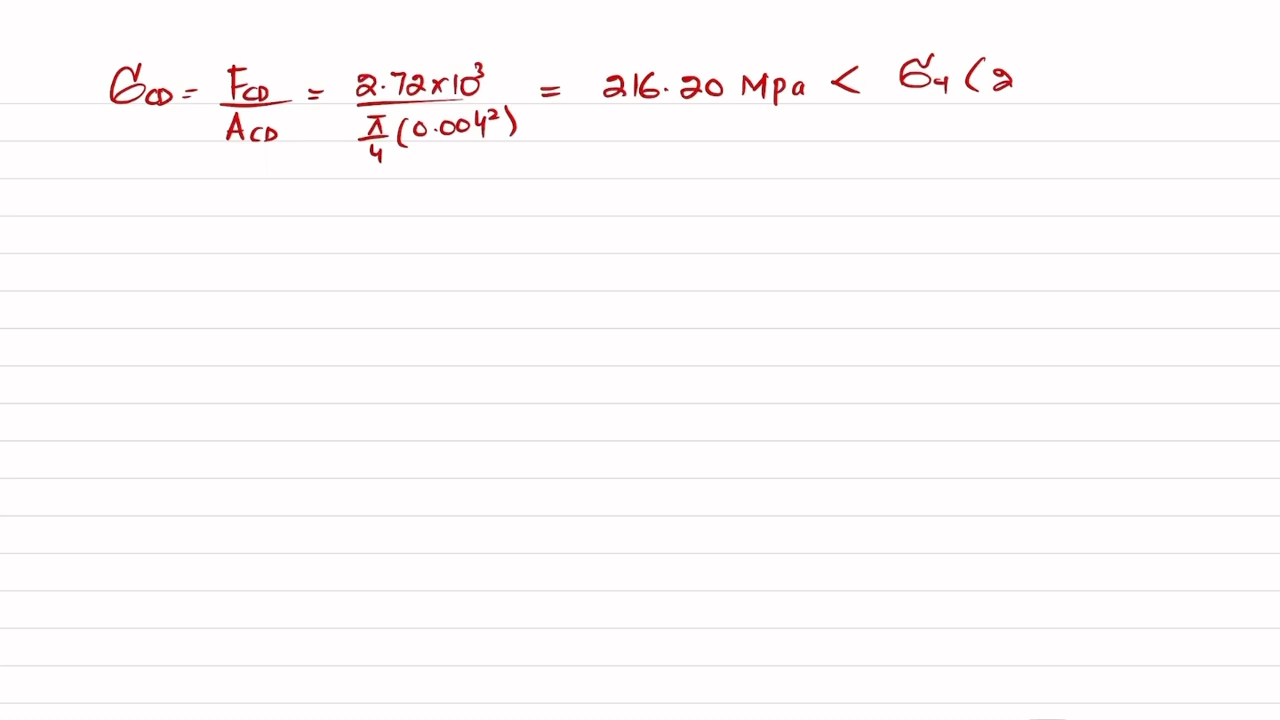 σCD = FCD / ACD = 2.72×10³ / π/4 (0.004²) = 216.20 Mpa < σy (2